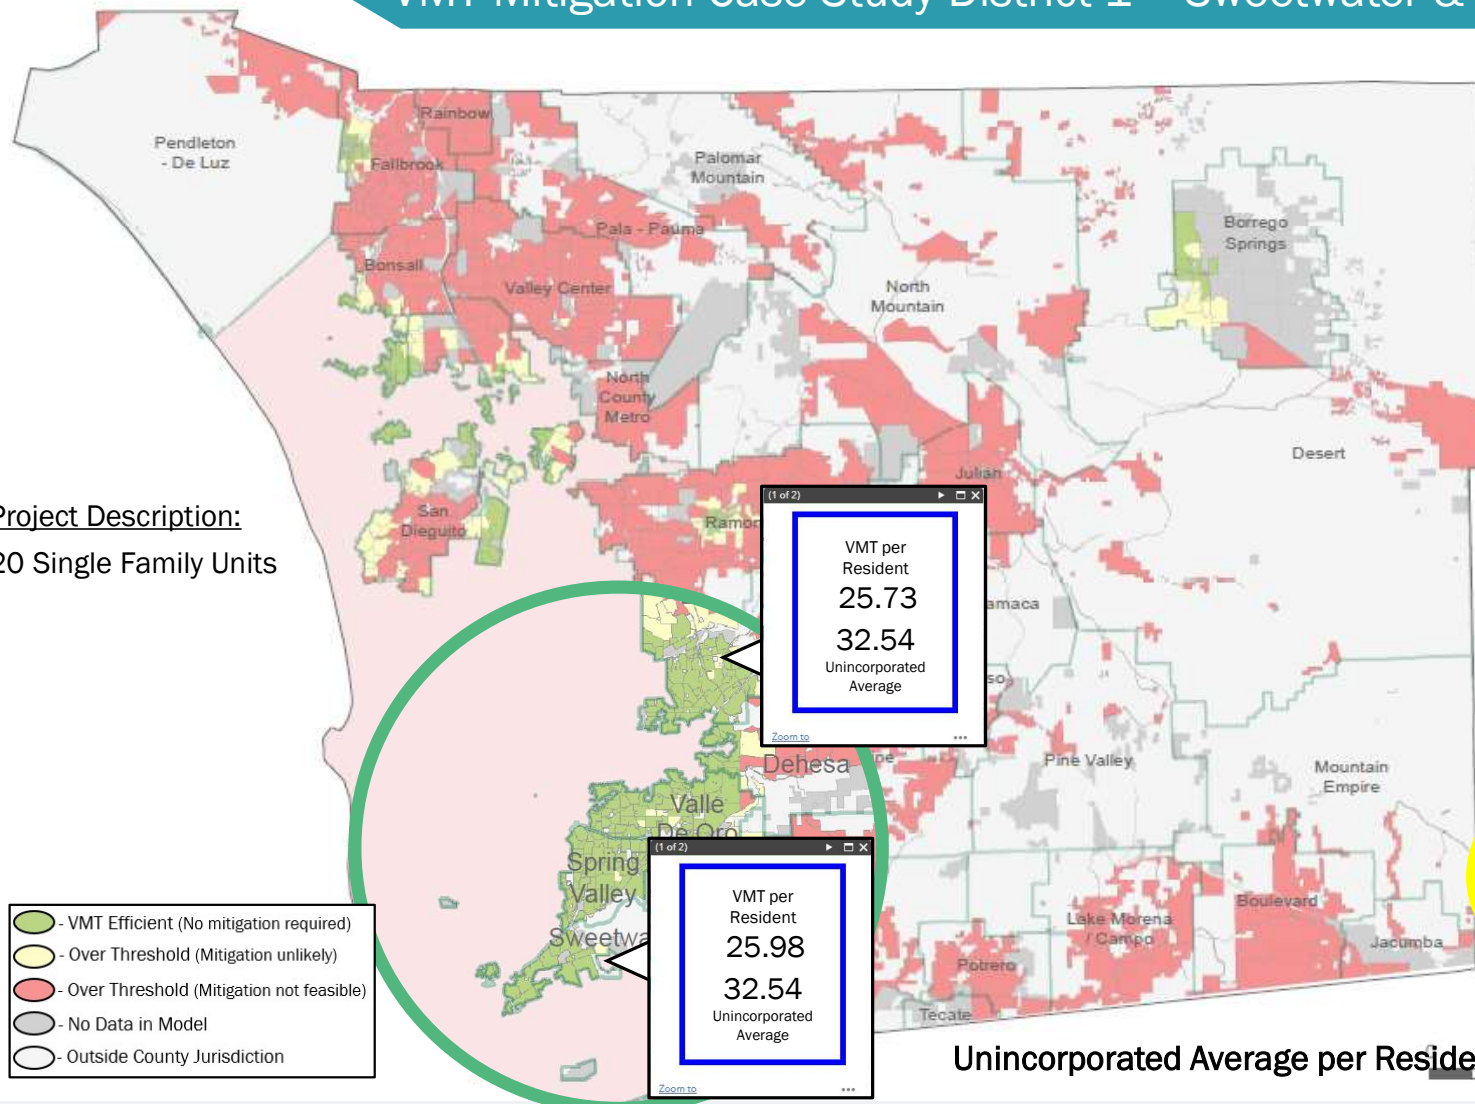 VMT Mitigation Case Study District 1 – Sweetwater &
Rainbow
Pendleton
- De Luz
Fallbrook
Palomar
Mountain
Borrego
Springs
Pala - Pauma
Bonsall
Valley Center
North
Mountain
North
County
Metro
Desert
Julian
San
Dieguito
Project Description:
20 Single Family Units
Ramon
(1 of 2)
VMT per
Resident
25.73
32.54
Unincorporated
Average
Zoom to
amaca
so
Dehesa
pe
Pine Valley
Mountain
Empire
Valle
De Oro
Spring
Valley
Sweetwa
(1 of 2)
VMT per
Resident
25.98
32.54
Unincorporated
Average
Zoom to
Lake Morena
/ Campo
Boulevard
Jacumba
Potrero
Tecate
- VMT Efficient (No mitigation required)
- Over Threshold (Mitigation unlikely)
- Over Threshold (Mitigation not feasible)
- No Data in Model
- Outside County Jurisdiction
Unincorporated Average per Reside